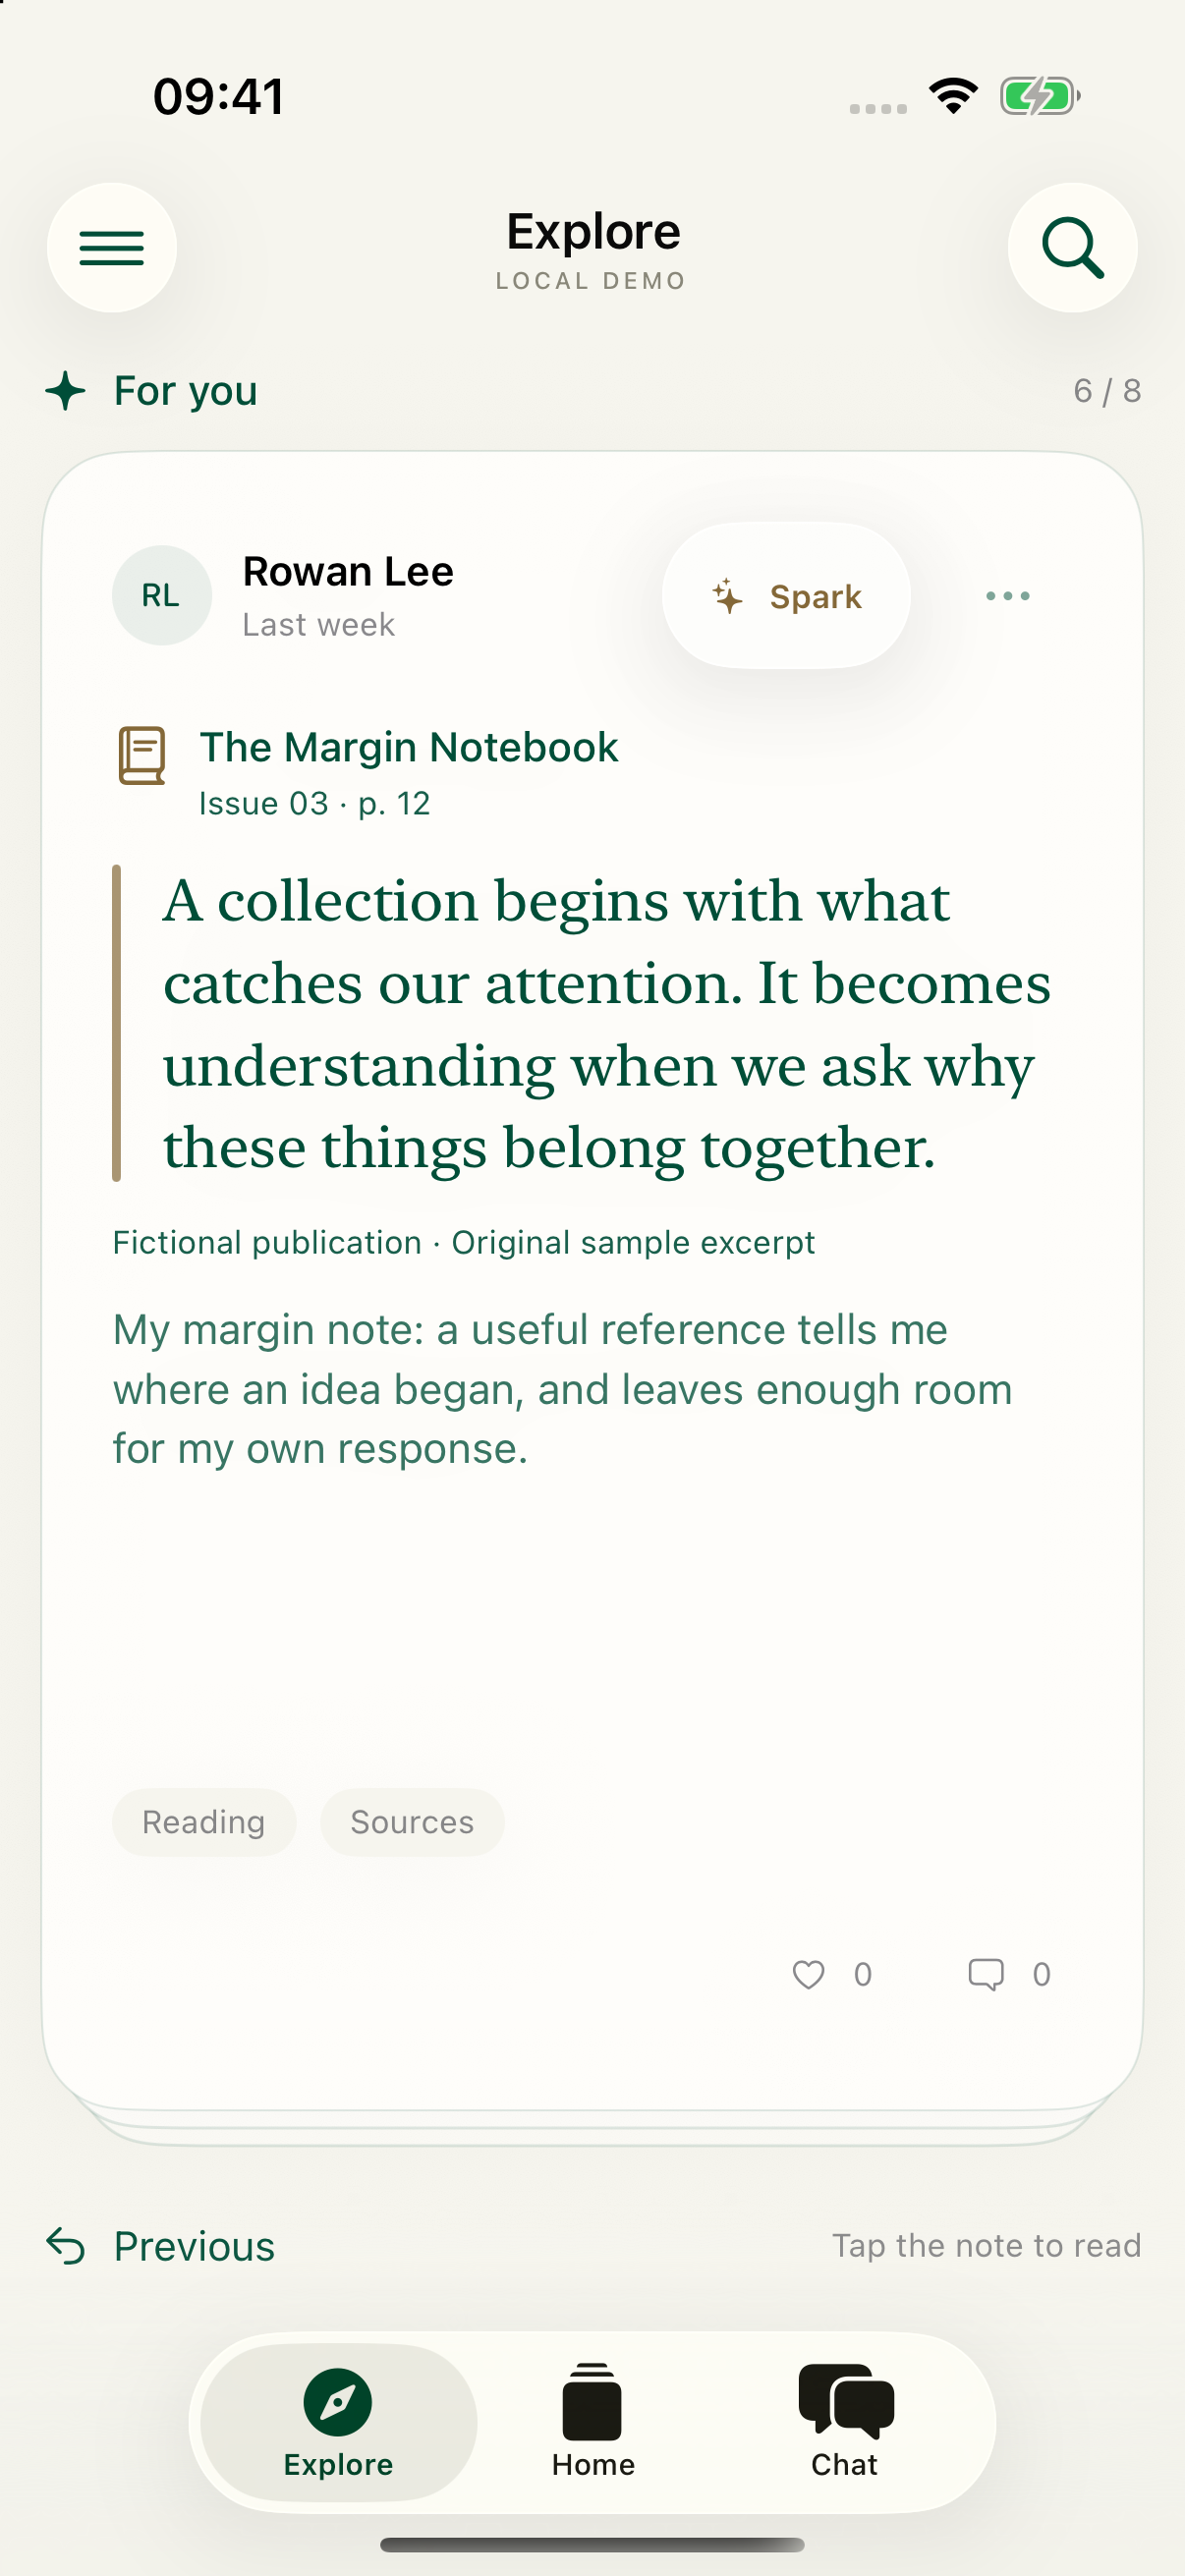 09:41
Explore
LOCAL DEMO
For you
6 / 8
RL
Rowan Lee
Last week
Spark
The Margin Notebook
Issue 03 · p. 12
A collection begins with what
catches our attention. It becomes
understanding when we ask why
these things belong together.
Fictional publication · Original sample excerpt
My margin note: a useful reference tells me
where an idea began, and leaves enough room
for my own response.
Reading
Sources
0
0
Previous
Tap the note to read
Explore
Home
Chat